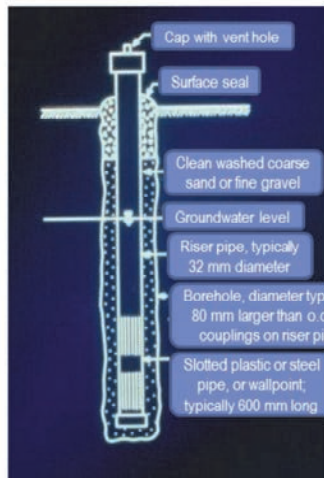 Cap with vent hole
Surface seal
Clean washed coarse
sand or fine gravel
Groundwater level
Riser pipe, typically
32 mm diameter
Borehole, diameter typ
80 mm larger than o.d
couplings on riser pi
Slotted plastic or steel
pipe, or wallpoint;
typically 600 mm long